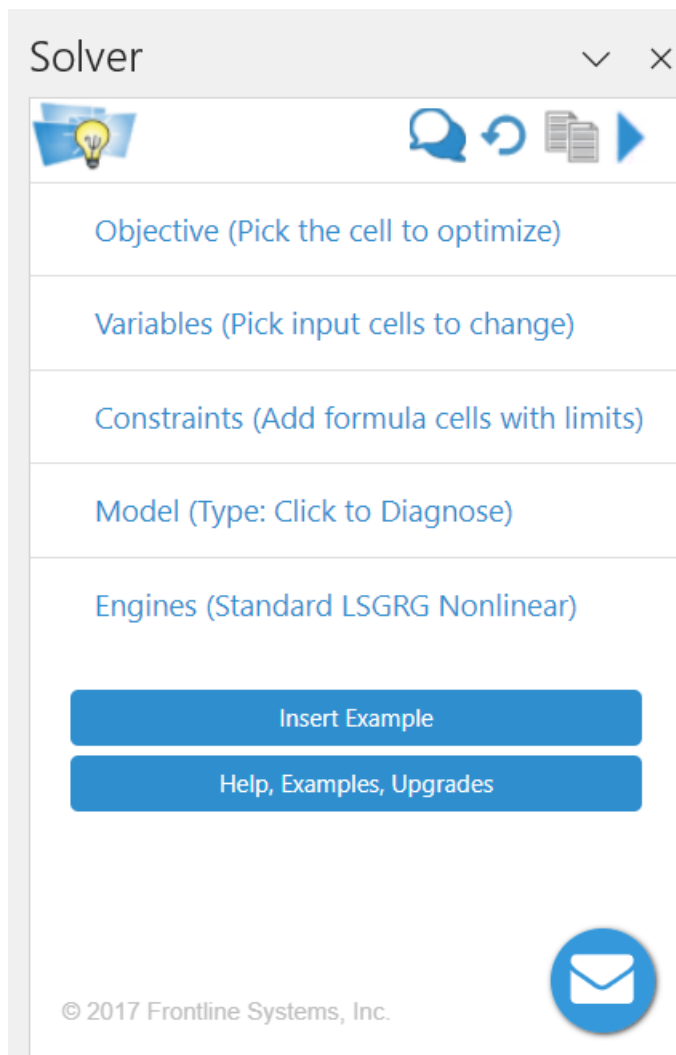 Solver
Objective (Pick the cell to optimize)
Variables (Pick input cells to change)
Constraints (Add formula cells with limits)
Model (Type: Click to Diagnose)
Engines (Standard LSGRG Nonlinear)
Insert Example
Help, Examples, Upgrades
© 2017 Frontline Systems, Inc.